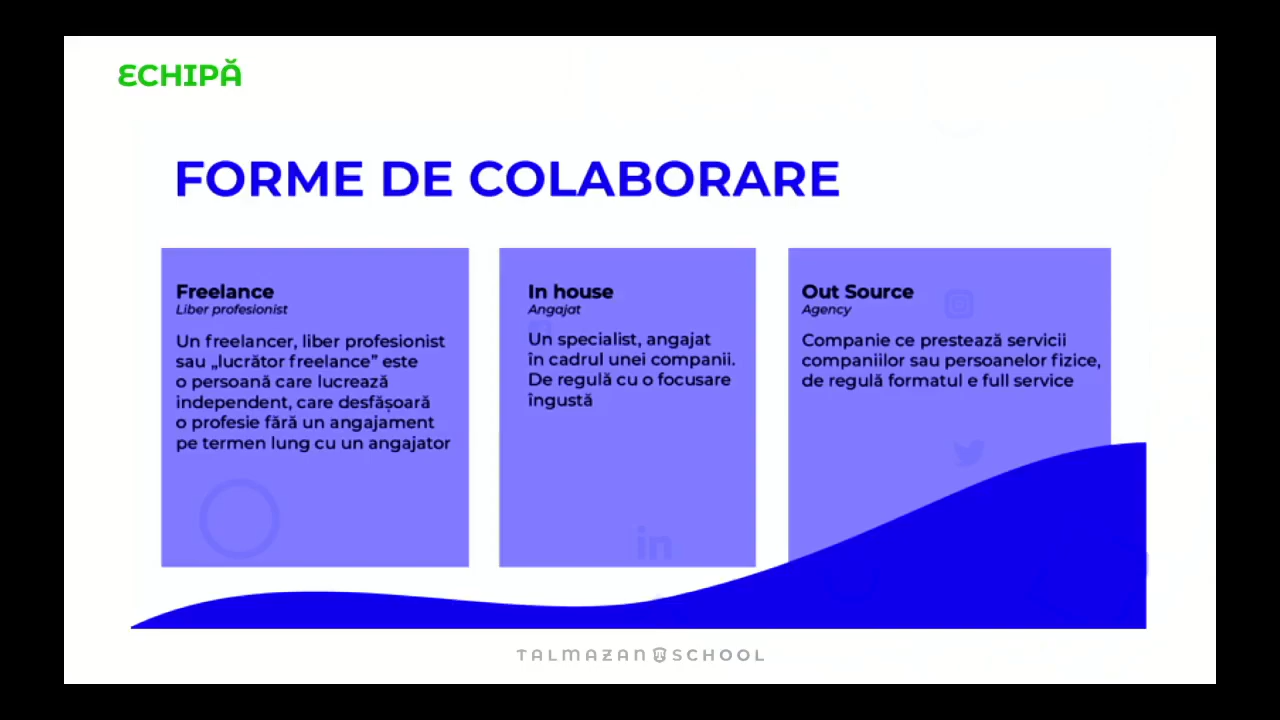 ECHIPĂ
FORME DE COLABORARE
Freelance
Liber profesionist
Un freelancer, liber profesionist
sau „lucrător freelance” este
o persoană care lucrează
independent, care desfășoară
o profesie fără un angajament
pe termen lung cu un angajator
In house
Angajat
Un specialist, angajat
în cadrul unei companii.
De regulă cu o focusare
îngustă
Out Source
Agency
Companie ce prestează servicii
companiilor sau persoanelor fizice,
de regulă formatul e full service
in
TALMAZAN SCHOOL